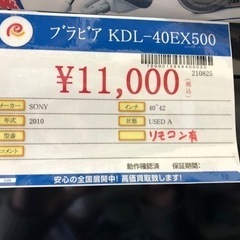 ブラビア KDL-40EX500
¥11,000 (税込)
210825
メーカー SONY インチ 40~42
年式 2010 状態 USED A
型番 リモコン有
コメント
動作確認済 保証期間:
安心の全国展開中!高価買取致します!